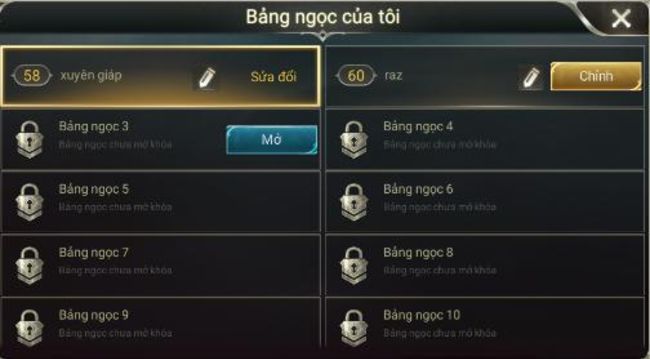 Bảng ngọc của tôi
58 xuyên giáp Sửa đổi
60 raz Chỉnh
Bảng ngọc 3
Bảng ngọc chưa mở khóa
Mở
Bảng ngọc 4
Bảng ngọc chưa mở khóa
Bảng ngọc 5
Bảng ngọc chưa mở khóa
Bảng ngọc 6
Bảng ngọc chưa mở khóa
Bảng ngọc 7
Bảng ngọc chưa mở khóa
Bảng ngọc 8
Bảng ngọc chưa mở khóa
Bảng ngọc 9
Bảng ngọc chưa mở khóa
Bảng ngọc 10
Bảng ngọc chưa mở khóa